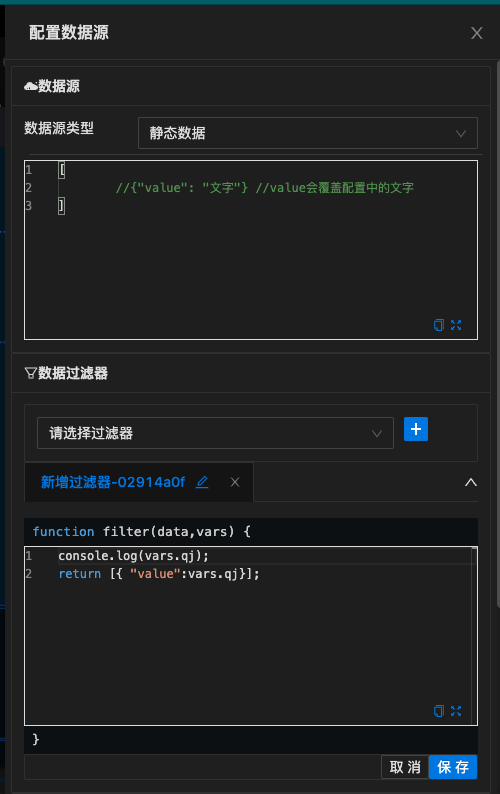 配置数据源
数据源
数据源类型
静态数据
1 [
2 //{"value": "文字"} //value会覆盖配置中的文字
3 ]
数据过滤器
请选择过滤器
新增过滤器-02914a0f
function filter(data,vars) {
1 console.log(vars.qj);
2 return [{ "value":vars.qj}];
}
取消 保存